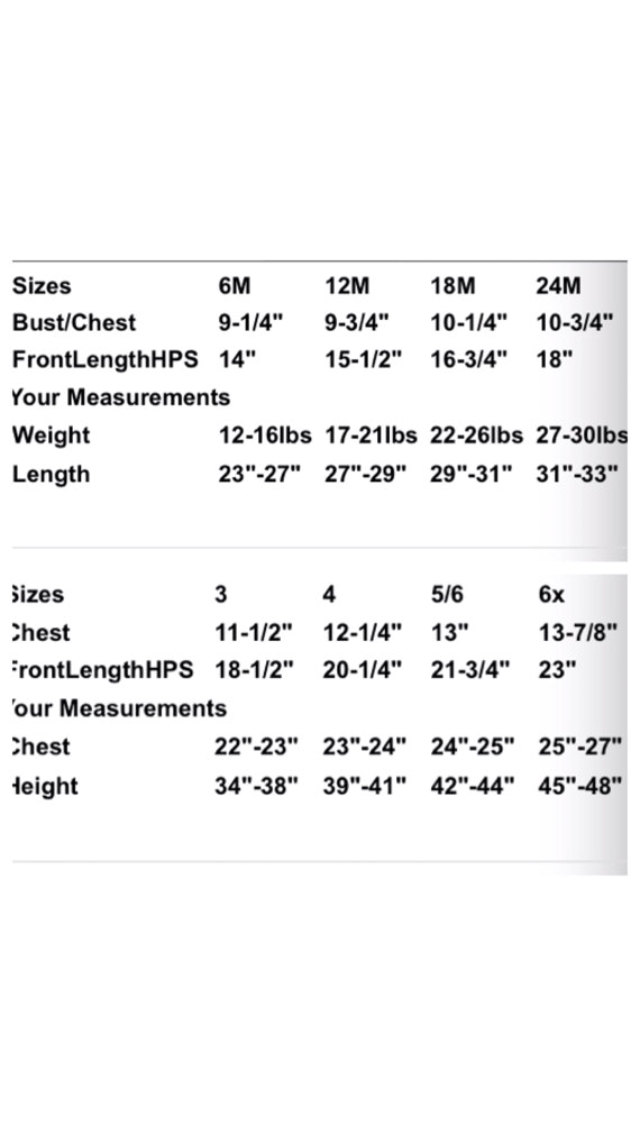 Sizes 6M 12M 18M 24M
Bust/Chest 9-1/4" 9-3/4" 10-1/4" 10-3/4"
FrontLengthHPS 14" 15-1/2" 16-3/4" 18"
Your Measurements
Weight 12-16lbs 17-21lbs 22-26lbs 27-30lbs
Length 23"-27" 27"-29" 29"-31" 31"-33"
Sizes 3 4 5/6 6x
Chest 11-1/2" 12-1/4" 13" 13-7/8"
FrontLengthHPS 18-1/2" 20-1/4" 21-3/4" 23"
Your Measurements
Chest 22"-23" 23"-24" 24"-25" 25"-27"
Height 34"-38" 39"-41" 42"-44" 45"-48"